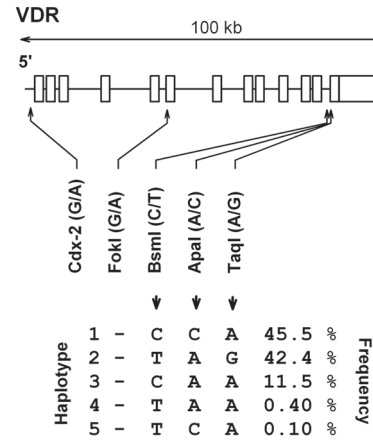 VDR
100 kb
5'
Cdx-2 (G/A)
FokI (G/A)
BsmI (C/T)
ApaI (A/C)
TaqI (A/G)
Haplotype
1 - C C A 45.5 %
2 - T A G 42.4 %
3 - C A A 11.5 %
4 - T A A 0.40 %
5 - T C A 0.10 %
Frequency